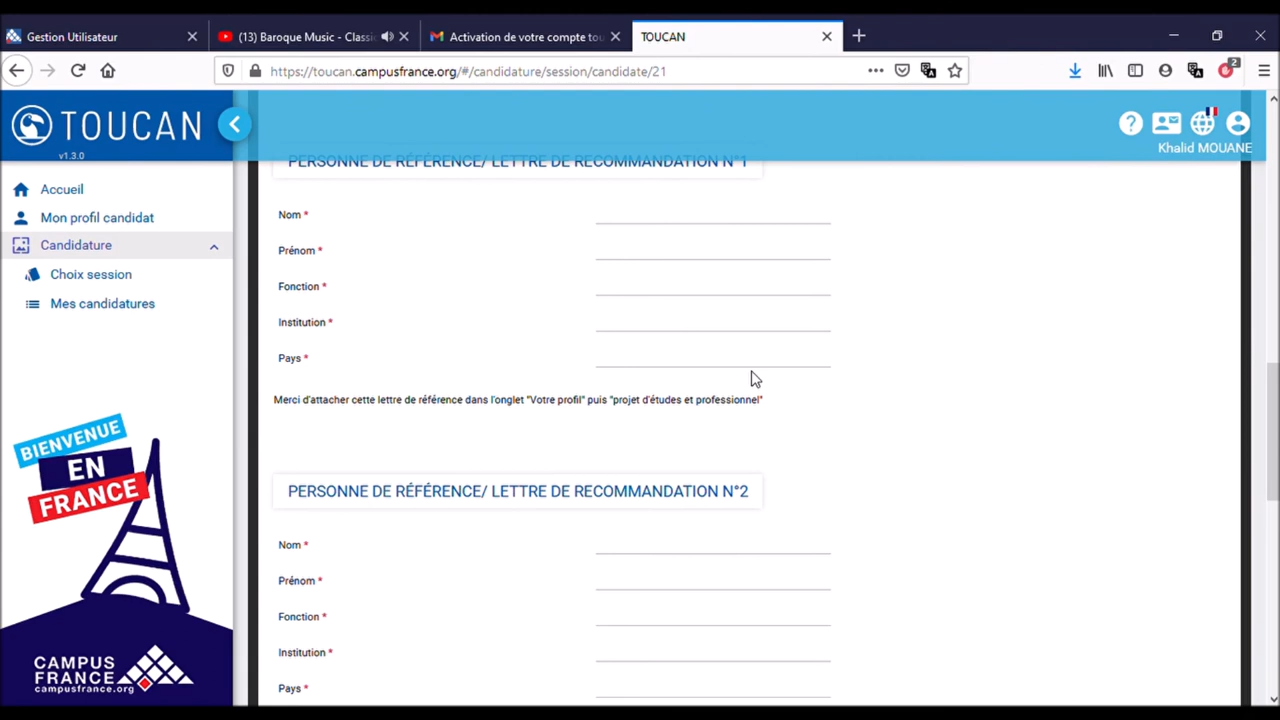 Gestion Utilisateur
(13) Baroque Music - Classic
Activation de votre compte tou
TOUCAN
https://toucan.campusfrance.org/#/candidature/session/candidate/21
2
TOUCAN
v1.3.0
Khalid MOUANE
Accueil
Mon profil candidat
Candidature
Choix session
Mes candidatures
BIENVENUE
EN
FRANCE
CAMPUS
FRANCE
campusfrance.org
PERSONNE DE RÉFÉRENCE/ LETTRE DE RECOMMANDATION N°1
Nom *
Prénom *
Fonction *
Institution *
Pays *
Merci d'attacher cette lettre de référence dans l'onglet "Votre profil" puis "projet d'études et professionnel"
PERSONNE DE RÉFÉRENCE/ LETTRE DE RECOMMANDATION N°2
Nom *
Prénom *
Fonction *
Institution *
Pays *